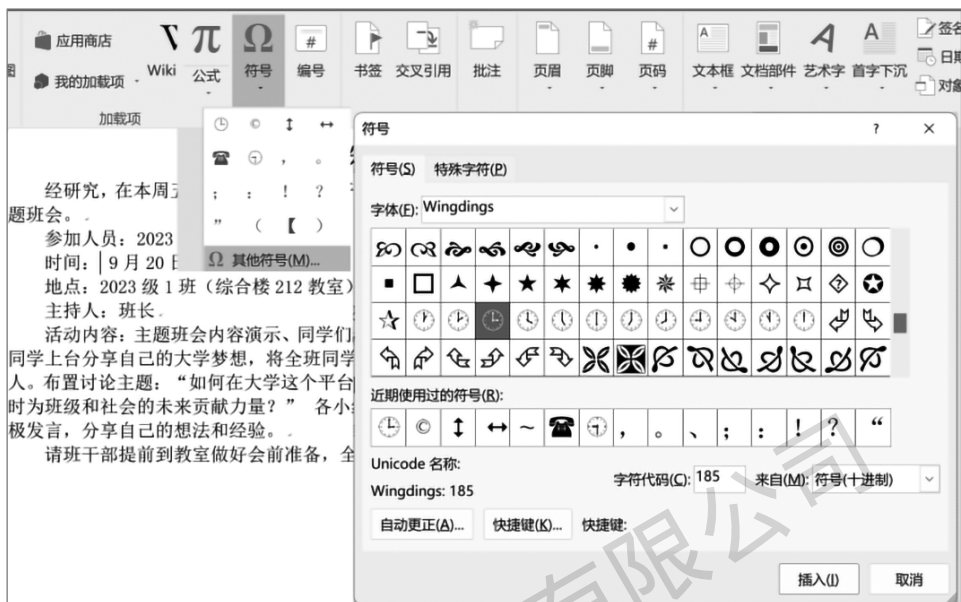 应用商店
我的加载项
加载项
Wiki
公式
符号
编号
书签
交叉引用
批注
页眉
页脚
页码
文本框
文档部件
艺术字
首字下沉
签名
日期
对象
其他符号(M)...
经研究，在本周五
题班会。
参加人员：2023
时间：9 月 20 日
地点：2023 级 1 班（综合楼 212 教室）
主持人：班长。
活动内容：主题班会内容演示、同学们
同学上台分享自己的大学梦想，将全班同学
人。布置讨论主题：“如何在大学这个平台
时为班级和社会的未来贡献力量？” 各小
极发言，分享自己的想法和经验。
请班干部提前到教室做好会前准备，全
符号
符号(S) 特殊字符(P)
字体(F): Wingdings
近期使用过的符号(R):
Unicode 名称:
Wingdings: 185
字符代码(C): 185 来自(M): 符号(十进制)
自动更正(A)... 快捷键(K)... 快捷键:
插入(I) 取消
有限公司